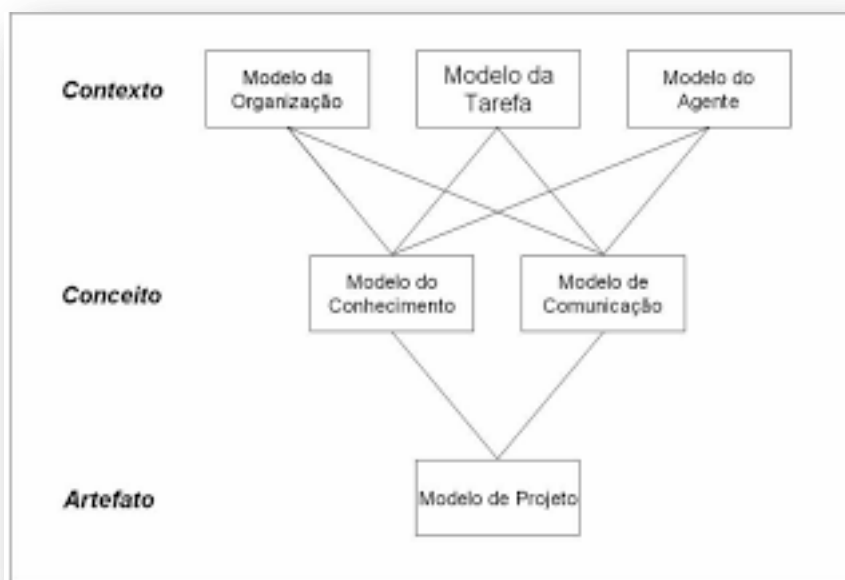 Contexto
Modelo da
Organização
Modelo da
Tarefa
Modelo do
Agente
Conceito
Modelo do
Conhecimento
Modelo de
Comunicação
Artefato
Modelo de Projeto